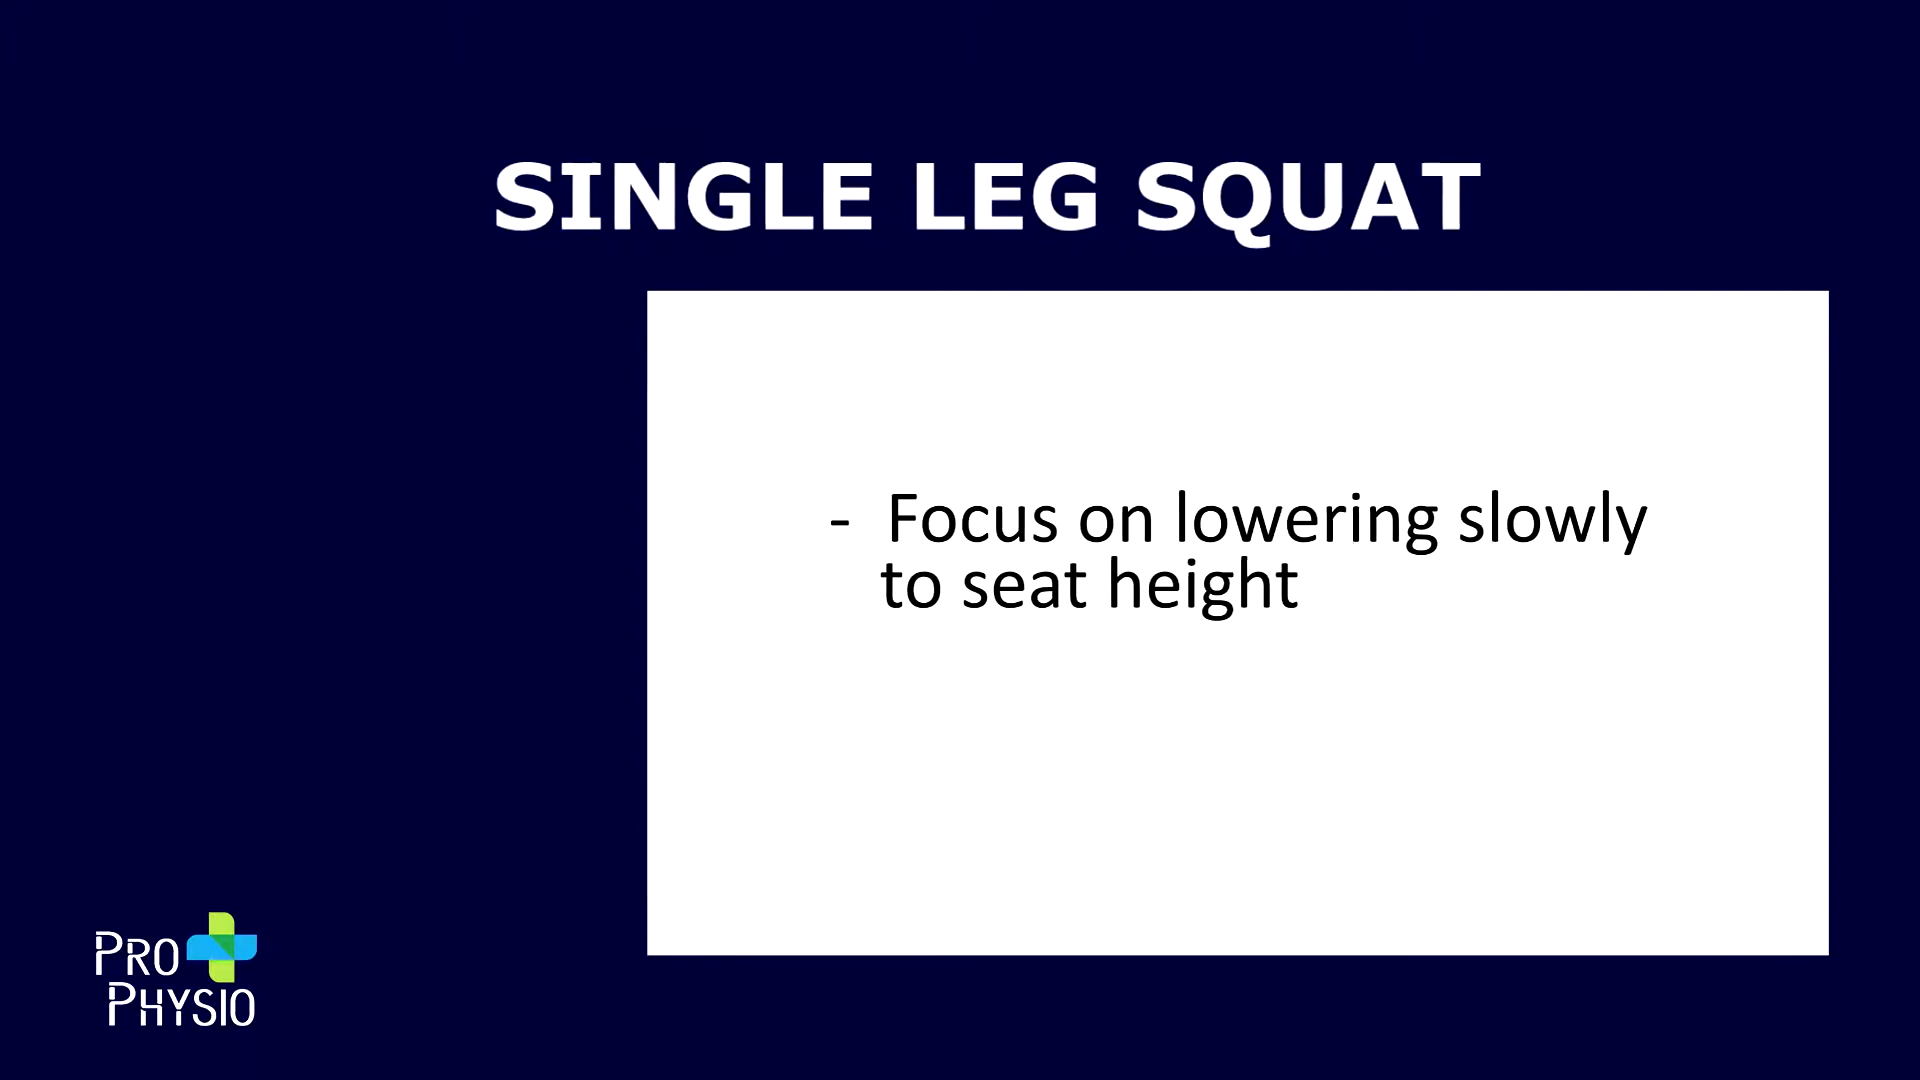 SINGLE LEG SQUAT
- Focus on lowering slowly
to seat height
PRO
PHYSIO